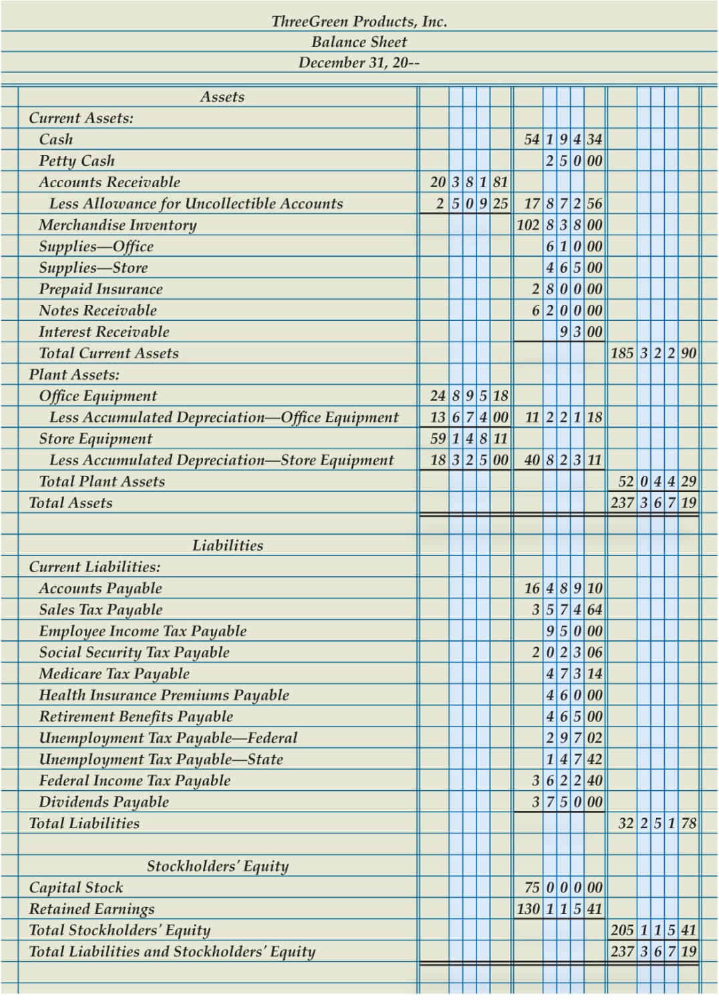 ThreeGreen Products, Inc.
Balance Sheet
December 31, 20--
Assets
Current Assets:
Cash 54 1 9 4 34
Petty Cash 2 5 0 00
Accounts Receivable 20 3 8 1 81
Less Allowance for Uncollectible Accounts 2 5 0 9 25 17 8 7 2 56
Merchandise Inventory 102 8 3 8 00
Supplies—Office 6 1 0 00
Supplies—Store 4 6 5 00
Prepaid Insurance 2 8 0 0 00
Notes Receivable 6 2 0 0 00
Interest Receivable 9 3 00
Total Current Assets 185 3 2 2 90
Plant Assets:
Office Equipment 24 8 9 5 18
Less Accumulated Depreciation—Office Equipment 13 6 7 4 00 11 2 2 1 18
Store Equipment 59 1 4 8 11
Less Accumulated Depreciation—Store Equipment 18 3 2 5 00 40 8 2 3 11
Total Plant Assets 52 0 4 4 29
Total Assets 237 3 6 7 19
Liabilities
Current Liabilities:
Accounts Payable 16 4 8 9 10
Sales Tax Payable 3 5 7 4 64
Employee Income Tax Payable 9 5 0 00
Social Security Tax Payable 2 0 2 3 06
Medicare Tax Payable 4 7 3 14
Health Insurance Premiums Payable 4 6 0 00
Retirement Benefits Payable 4 6 5 00
Unemployment Tax Payable—Federal 2 9 7 02
Unemployment Tax Payable—State 1 4 7 42
Federal Income Tax Payable 3 6 2 2 40
Dividends Payable 3 7 5 0 00
Total Liabilities 32 2 5 1 78
Stockholders' Equity
Capital Stock 75 0 0 0 00
Retained Earnings 130 1 1 5 41
Total Stockholders' Equity 205 1 1 5 41
Total Liabilities and Stockholders' Equity 237 3 6 7 19